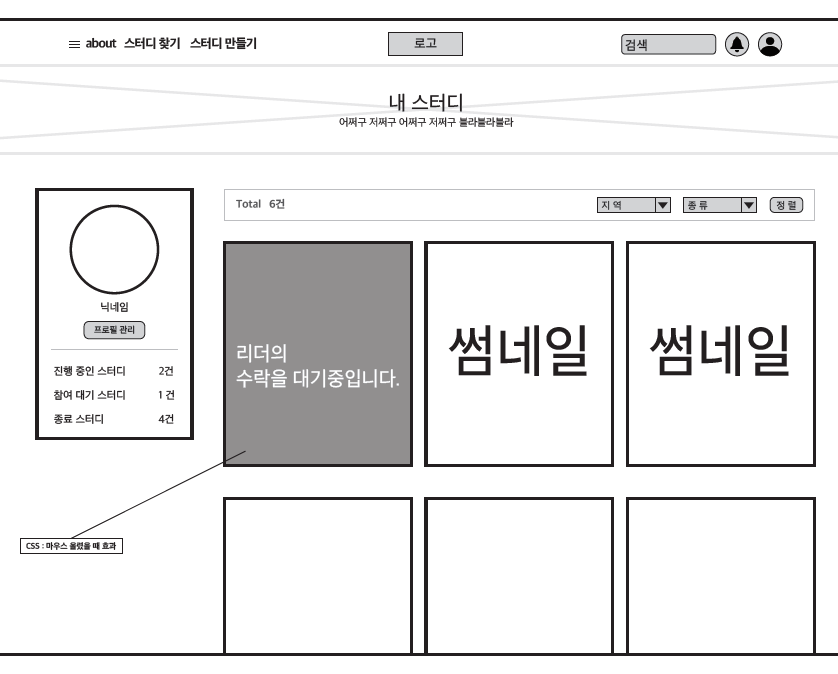 about 스터디 찾기 스터디 만들기
로고
검색
내 스터디
어쩌구 저쩌구 어쩌구 저쩌구 블라블라블라
닉네임
프로필 관리
진행 중인 스터디 2건
참여 대기 스터디 1 건
종료 스터디 4건
Total 6건
지 역
종 류
정 렬
리더의
수락을 대기중입니다.
썸네일
썸네일
CSS : 마우스 올렸을 때 효과